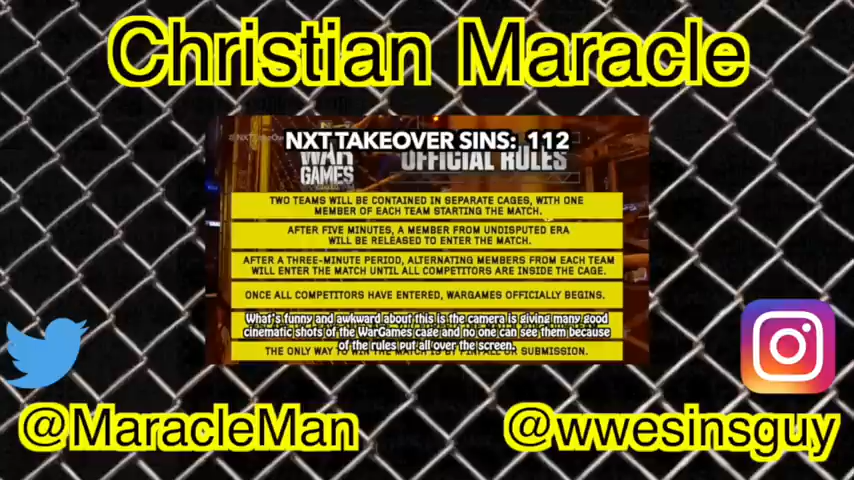 Christian Maracle
NXT TAKEOVER SINS: 112
WAR
GAMES
OFFICIAL RULES
TWO TEAMS WILL BE CONTAINED IN SEPARATE CAGES, WITH ONE
MEMBER OF EACH TEAM STARTING THE MATCH.
AFTER FIVE MINUTES, A MEMBER FROM UNDISPUTED ERA
WILL BE RELEASED TO ENTER THE MATCH.
AFTER A THREE-MINUTE PERIOD, ALTERNATING MEMBERS FROM EACH TEAM
WILL ENTER THE MATCH UNTIL ALL COMPETITORS ARE INSIDE THE CAGE.
ONCE ALL COMPETITORS HAVE ENTERED, WARGAMES OFFICIALLY BEGINS.
What's funny and awkward about this is the camera is giving many good
cinematic shots of the WarGames cage and no one can see them because
of the rules put all over the screen.
THE ONLY WAY TO WIN THE MATCH IS BY PINFALL OR SUBMISSION.
@MaracleMan
@wwesinsguy